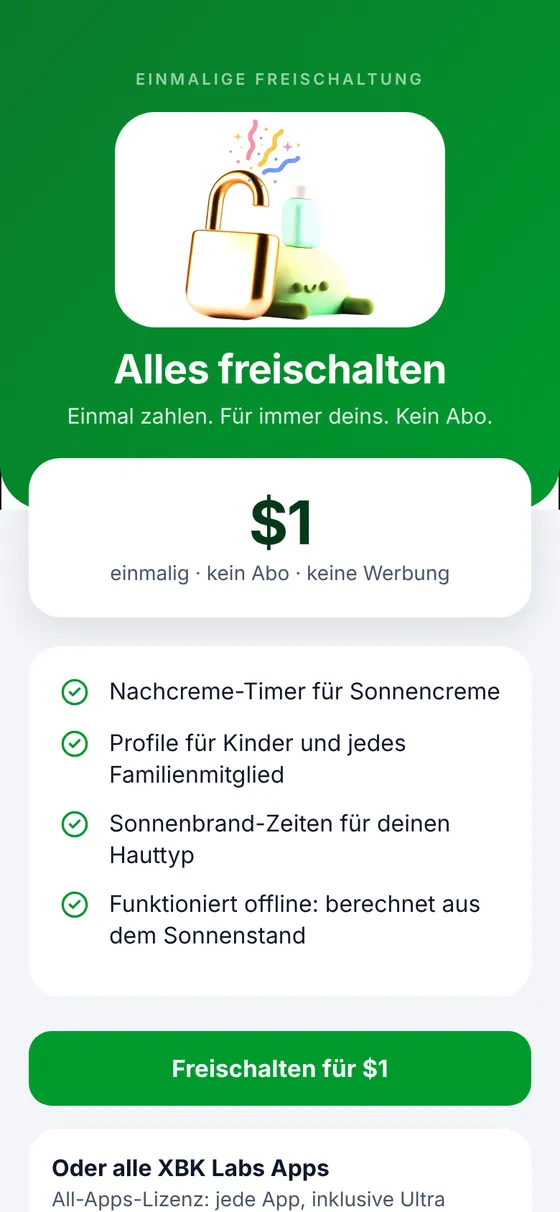 EINMALIGE FREISCHALTUNG
Alles freischalten
Einmal zahlen. Für immer deins. Kein Abo.
$1
einmalig · kein Abo · keine Werbung
Nachcreme-Timer für Sonnencreme
Profile für Kinder und jedes
Familienmitglied
Sonnenbrand-Zeiten für deinen
Hauttyp
Funktioniert offline: berechnet aus
dem Sonnenstand
Freischalten für $1
Oder alle XBK Labs Apps
All-Apps-Lizenz: jede App, inklusive Ultra